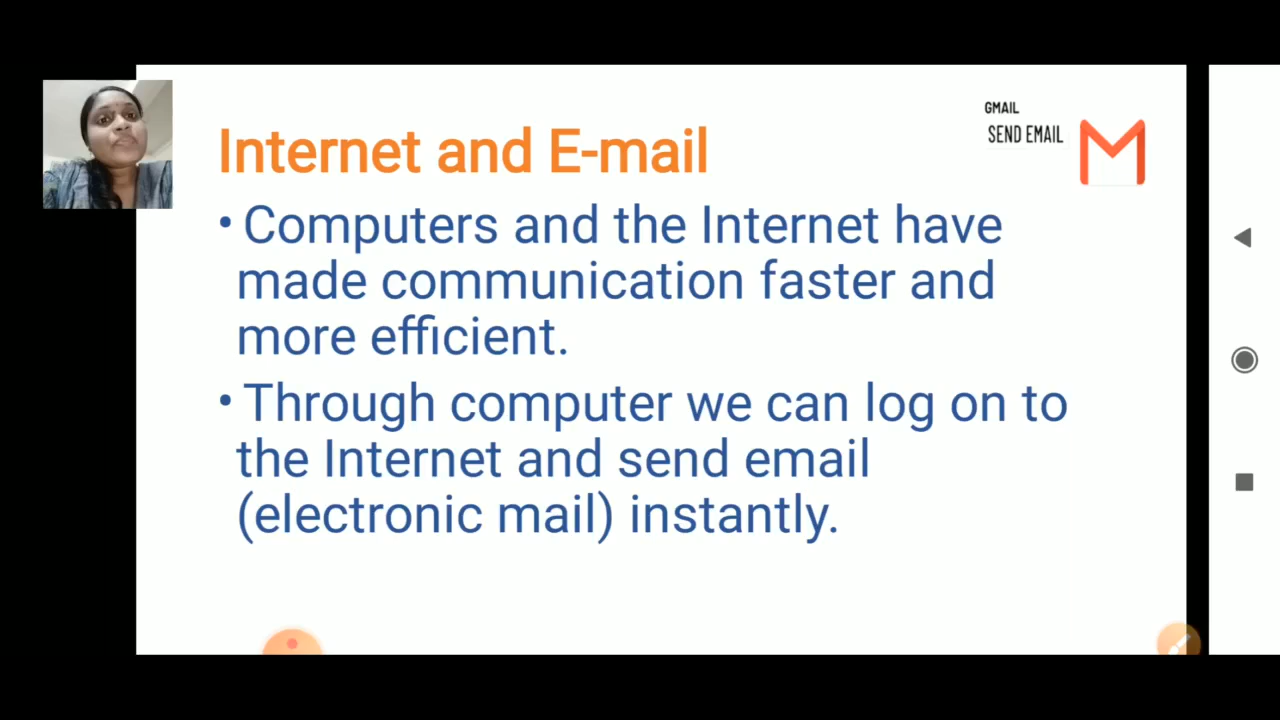 Internet and E-mail
GMAIL
SEND EMAIL
• Computers and the Internet have
made communication faster and
more efficient.
• Through computer we can log on to
the Internet and send email
(electronic mail) instantly.